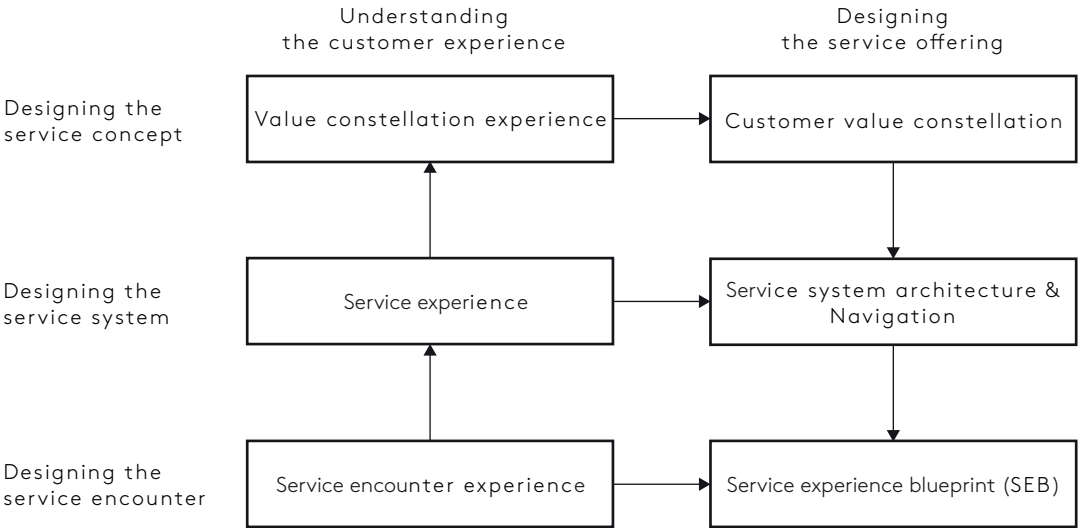 Understanding
the customer experience
Designing
the service offering
Designing the
service concept
Value constellation experience
Customer value constellation
Designing the
service system
Service experience
Service system architecture &
Navigation
Designing the
service encounter
Service encounter experience
Service experience blueprint (SEB)